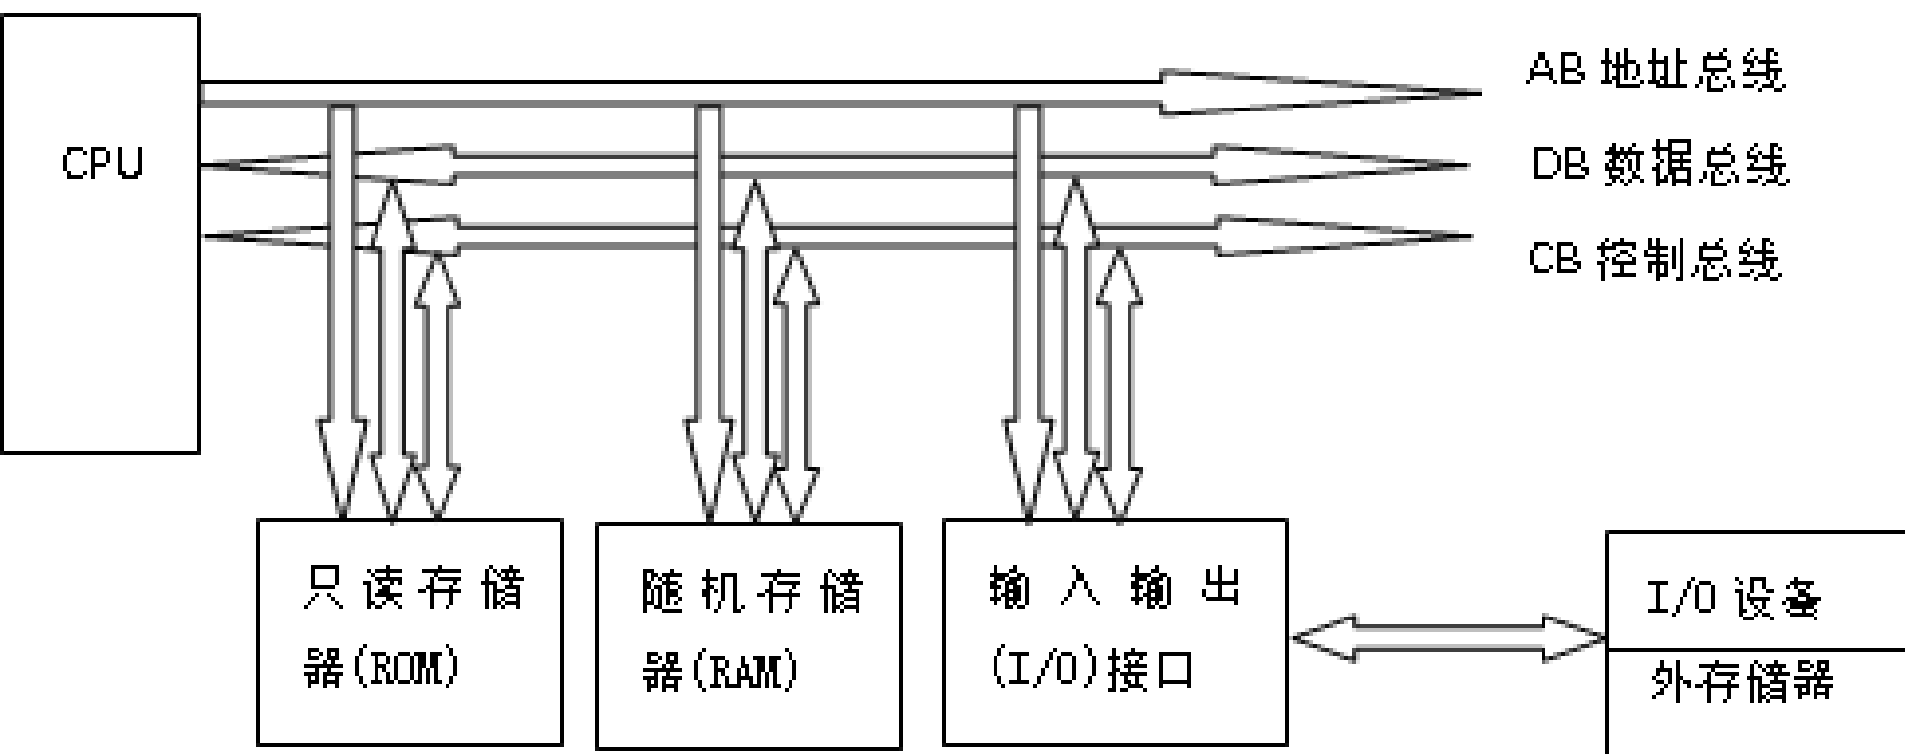 AB 地址总线
CPU
DB 数据总线
CB 控制总线
只读存储
器(ROM)
随机存储
器(RAM)
输入输出
(I/O)接口
I/O 设备
外存储器